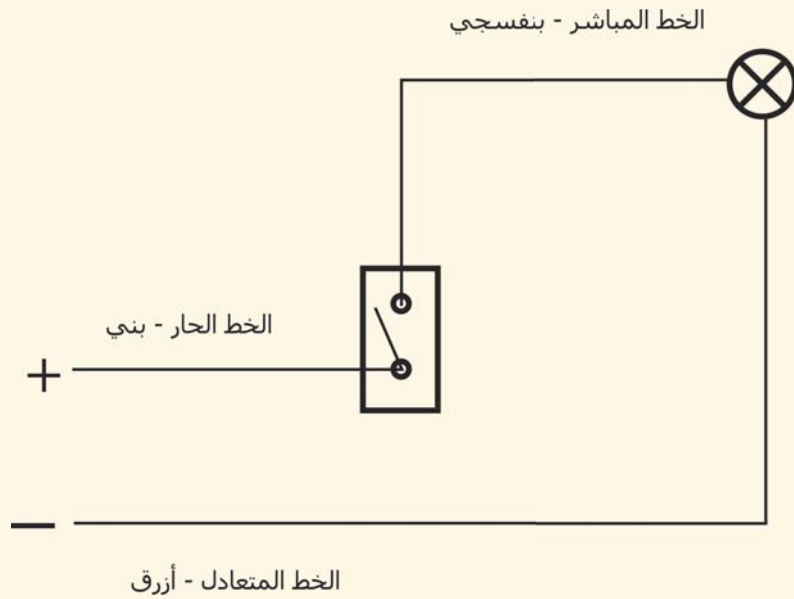 الخط المباشر - بنفسجي
الخط الحار - بني
+
−
الخط المتعادل - أزرق